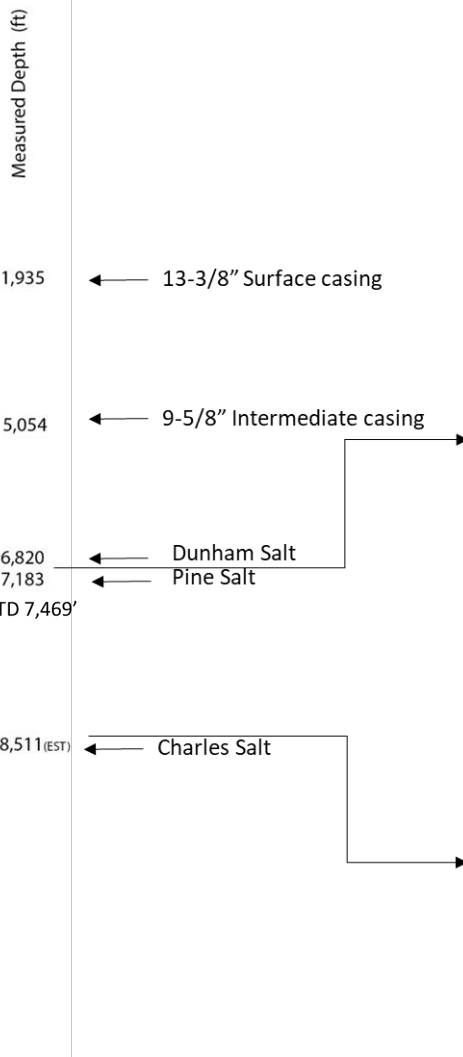 Measured Depth (ft)
1,935
13-3/8” Surface casing
5,054
9-5/8” Intermediate casing
6,820
Dunham Salt
7,183
Pine Salt
TD 7,469’
8,511(EST)
Charles Salt